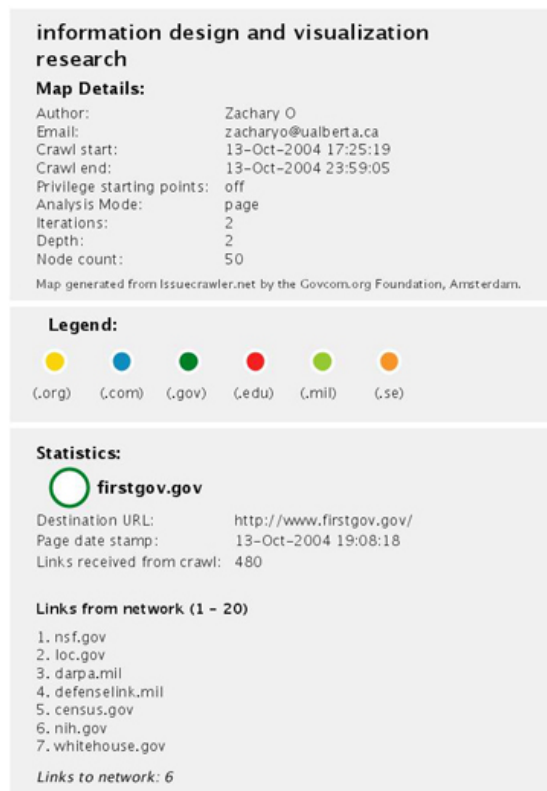 information design and visualization
research
Map Details:
Author: Zachary O
Email: zacharyo@ualberta.ca
Crawl start: 13-Oct-2004 17:25:19
Crawl end: 13-Oct-2004 23:59:05
Privilege starting points: off
Analysis Mode: page
Iterations: 2
Depth: 2
Node count: 50
Map generated from Issuecrawler.net by the Govcom.org Foundation, Amsterdam.
Legend:
(.org) (.com) (.gov) (.edu) (.mil) (.se)
Statistics:
firstgov.gov
Destination URL: http://www.firstgov.gov/
Page date stamp: 13-Oct-2004 19:08:18
Links received from crawl: 480
Links from network (1 - 20)
1. nsf.gov
2. loc.gov
3. darpa.mil
4. defenselink.mil
5. census.gov
6. nih.gov
7. whitehouse.gov
Links to network: 6